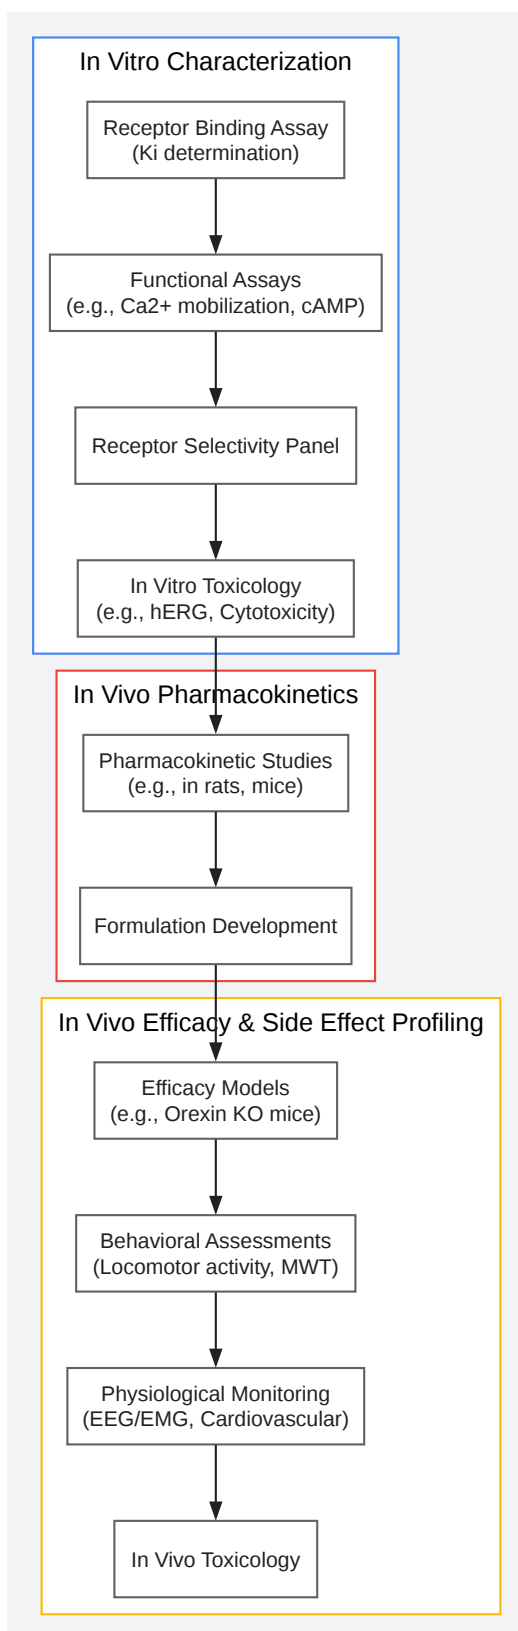 In Vitro Characterization
Receptor Binding Assay
(Ki determination)
Functional Assays
(e.g., Ca2+ mobilization, cAMP)
Receptor Selectivity Panel
In Vitro Toxicology
(e.g., hERG, Cytotoxicity)
In Vivo Pharmacokinetics
Pharmacokinetic Studies
(e.g., in rats, mice)
Formulation Development
In Vivo Efficacy & Side Effect Profiling
Efficacy Models
(e.g., Orexin KO mice)
Behavioral Assessments
(Locomotor activity, MWT)
Physiological Monitoring
(EEG/EMG, Cardiovascular)
In Vivo Toxicology